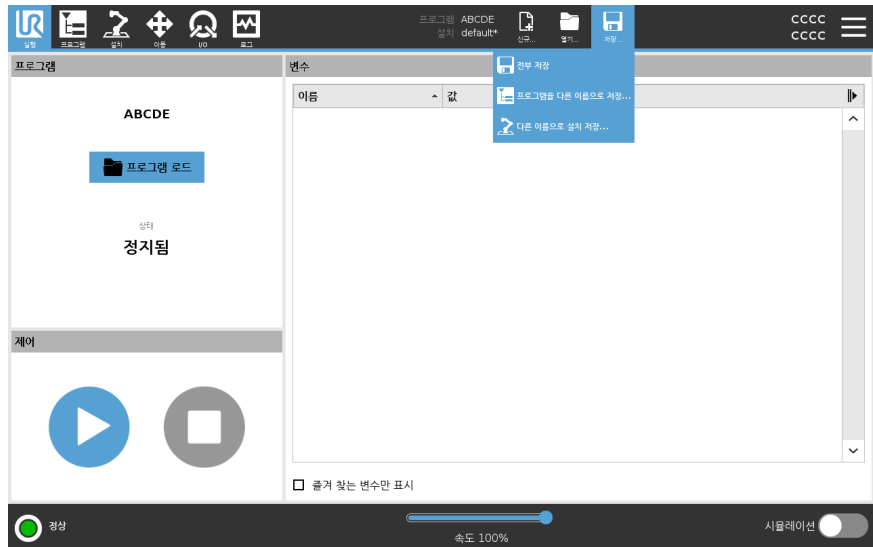 UR
실행
프로그램
설치
이동
I/O
로그
프로그램 ABCDE
설치 default*
신규...
열기...
저장...
CCCC
CCCC
전부 저장
프로그램을 다른 이름으로 저장...
다른 이름으로 설치 저장...
프로그램
ABCDE
프로그램 로드
상태
정지됨
제어
변수
이름
값
즐겨 찾는 변수만 표시
정상
속도 100%
시뮬레이션